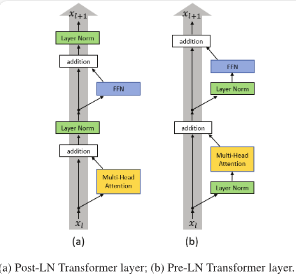 x_{l+1}
Layer Norm
addition
FFN
Layer Norm
addition
Multi-Head
Attention
x_l
(a)
x_{l+1}
addition
FFN
Layer Norm
addition
Multi-Head
Attention
Layer Norm
x_l
(b)
(a) Post-LN Transformer layer; (b) Pre-LN Transformer layer.